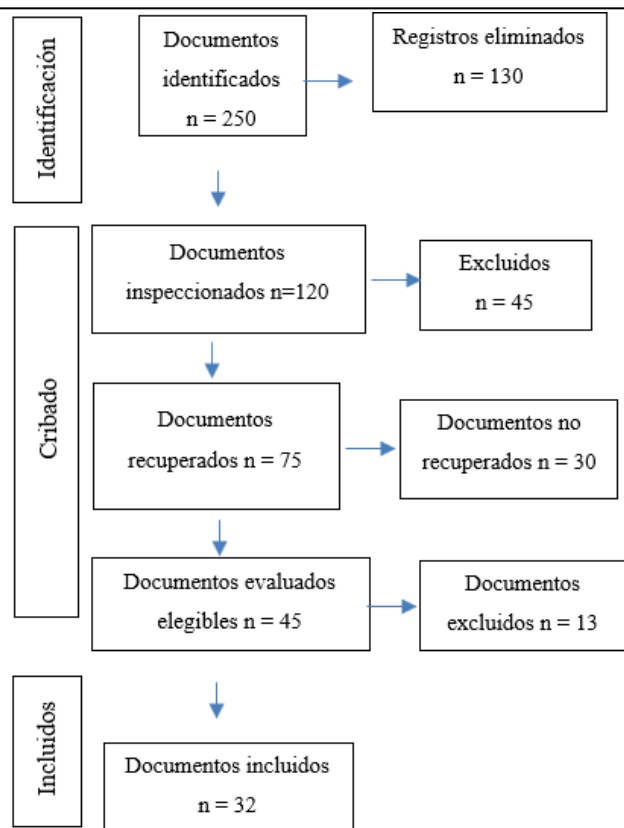 Identificación
Documentos
identificados
n = 250
Registros eliminados
n = 130
Cribado
Documentos
inspeccionados n=120
Excluidos
n = 45
Documentos
recuperados n = 75
Documentos no
recuperados n = 30
Documentos evaluados
elegibles n = 45
Documentos
excluidos n = 13
Incluidos
Documentos incluidos
n = 32